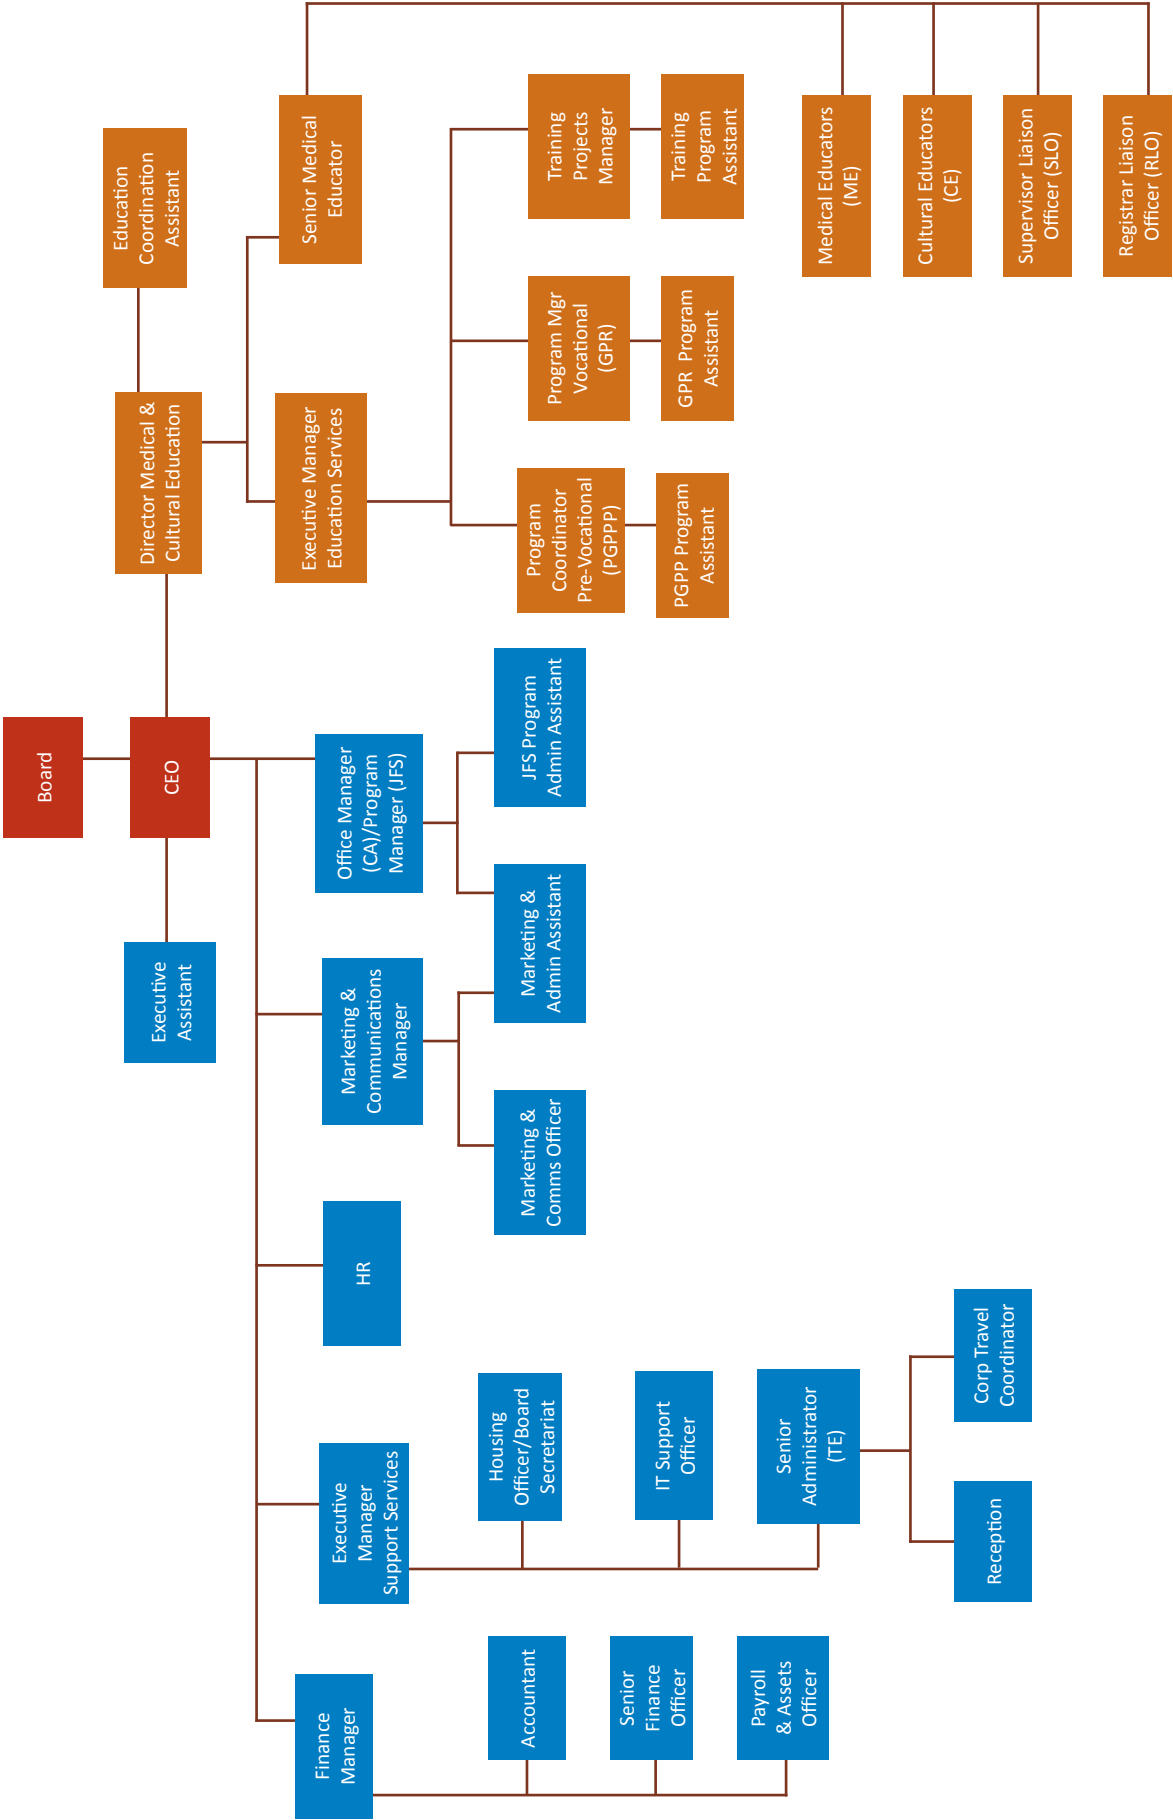 Board
CEO
Executive
Assistant
Director Medical &
Cultural Education
Education
Coordination
Assistant
Finance
Manager
Accountant
Senior
Finance
Officer
Payroll
& Assets
Officer
Executive
Manager
Support Services
Housing
Officer/Board
Secretariat
IT Support
Officer
Senior
Administrator
(TE)
Reception
Corp Travel
Coordinator
HR
Marketing &
Communications
Manager
Marketing &
Comms Officer
Marketing &
Admin Assistant
Office Manager
(CA)/Program
Manager (JFS)
JFS Program
Admin Assistant
Executive Manager
Education Services
Program
Coordinator
Pre-Vocational
(PGPPP)
PGPP Program
Assistant
Program Mgr
Vocational
(GPR)
GPR Program
Assistant
Training
Projects
Manager
Training
Program
Assistant
Senior Medical
Educator
Medical Educators
(ME)
Cultural Educators
(CE)
Supervisor Liaison
Officer (SLO)
Registrar Liaison
Officer (RLO)